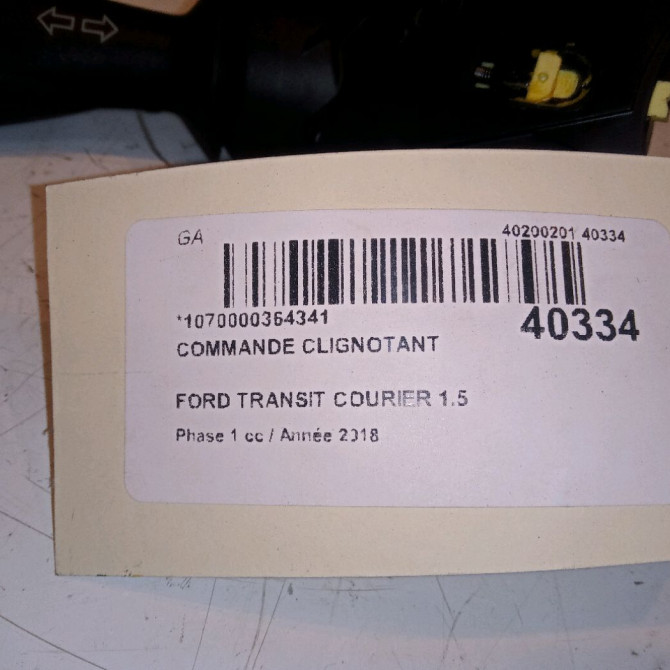 GA
40200201 40334
*1070000364341
40334
COMMANDE CLIGNOTANT
FORD TRANSIT COURIER 1.5
Phase 1 cc / Année 2018